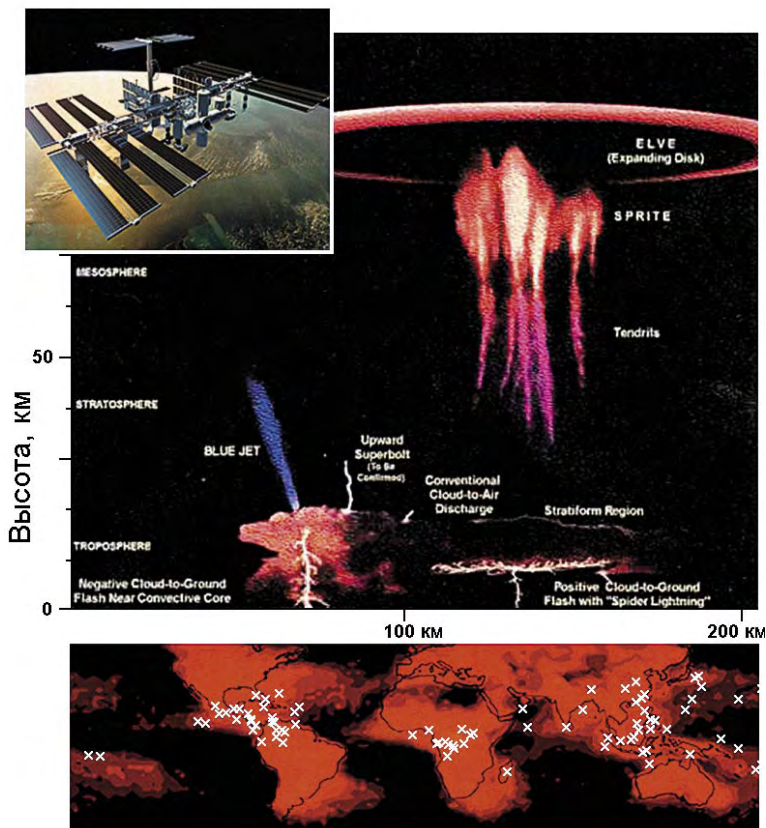 ELVE
(Expanding Disk)
SPRITE
MESOSPHERE
Tendrils
50
STRATOSPHERE
BLUE JET
Upward
Superbolt
(To Be
Confirmed)
Conventional
Cloud-to-Air
Discharge
Stratiform Region
Высота, км
TROPOSPHERE
Negative Cloud-to-Ground
Flash Near Convective Core
Positive Cloud-to-Ground
Flash with "Spider Lightning"
0
100 км
200 км